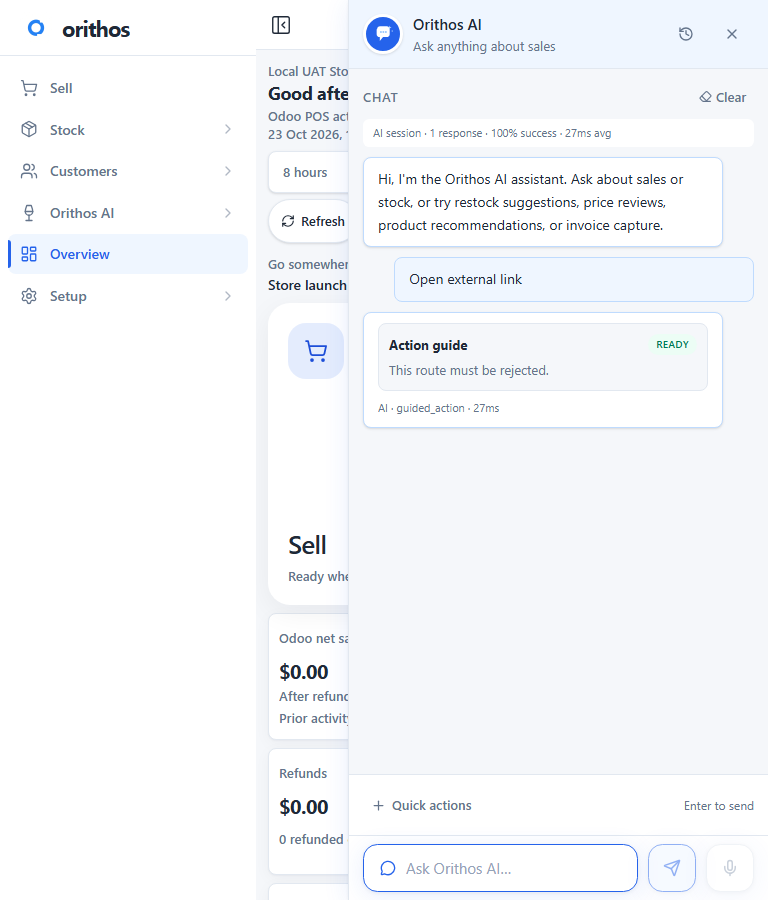 orithos
Sell
Stock
Customers
Orithos AI
Overview
Setup
Local UAT Sto
Good afte
Odoo POS act
23 Oct 2026,
8 hours
Refresh
Go somewher
Store launch
Sell
Ready whe
Odoo net sa
$0.00
After refund
Prior activity
Refunds
$0.00
0 refunded
Orithos AI
Ask anything about sales
CHAT
Clear
AI session · 1 response · 100% success · 27ms avg
Hi, I'm the Orithos AI assistant. Ask about sales or
stock, or try restock suggestions, price reviews,
product recommendations, or invoice capture.
Open external link
Action guide
READY
This route must be rejected.
AI · guided_action · 27ms
Quick actions
Enter to send
Ask Orithos AI...